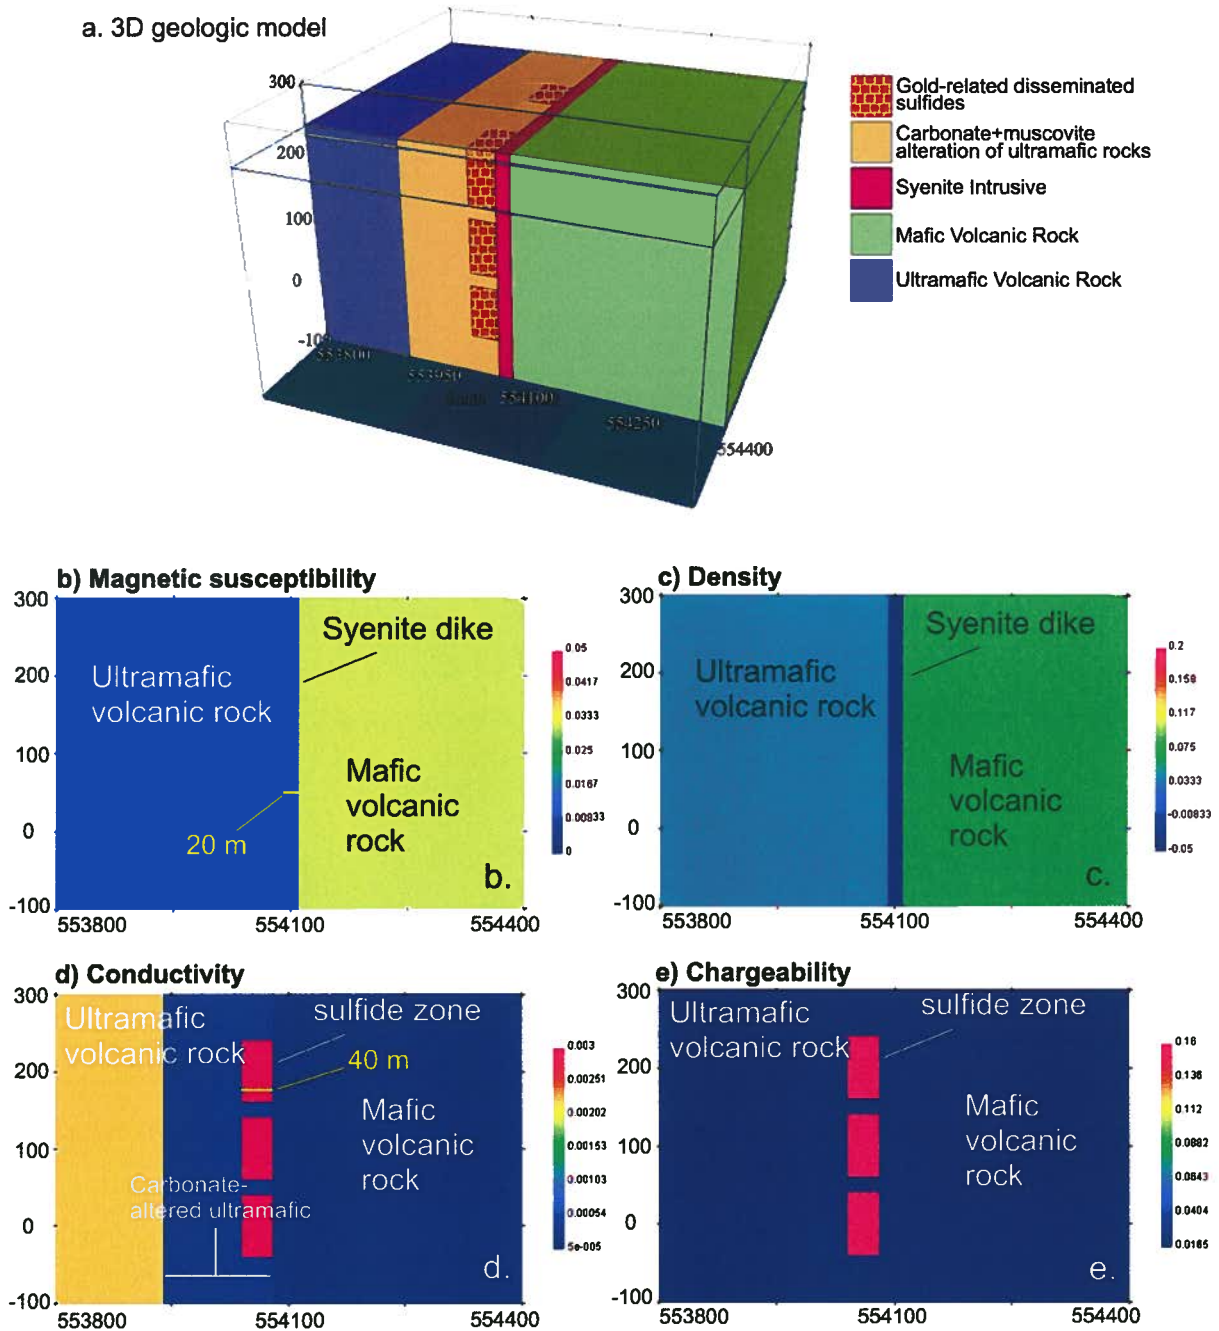 a. 3D geologic model
300
200
100
0
-100
553800
553950
554100
554250
554400
Gold-related disseminated
sulfides
Carbonate+muscovite
alteration of ultramafic rocks
Syenite Intrusive
Mafic Volcanic Rock
Ultramafic Volcanic Rock
b) Magnetic susceptibility
300
200
100
0
-100
553800
554100
554400
Ultramafic
volcanic rock
Syenite dike
Mafic
volcanic
rock
20 m
b.
0.05
0.0417
0.0333
0.025
0.0167
0.00833
0
c) Density
300
200
100
0
-100
553800
554100
554400
Ultramafic
volcanic rock
Syenite dike
Mafic
volcanic
rock
c.
0.2
0.159
0.117
0.075
0.0333
-0.00833
-0.05
d) Conductivity
300
200
100
0
-100
553800
554100
554400
Ultramafic
volcanic rock
sulfide zone
40 m
Mafic
volcanic
rock
Carbonate-
altered ultramafic
d.
0.003
0.00251
0.00202
0.00153
0.00103
0.00054
5e-005
e) Chargeability
300
200
100
0
-100
553800
554100
554400
Ultramafic
volcanic rock
sulfide zone
Mafic
volcanic
rock
e.
0.16
0.136
0.112
0.0882
0.0643
0.0404
0.0165